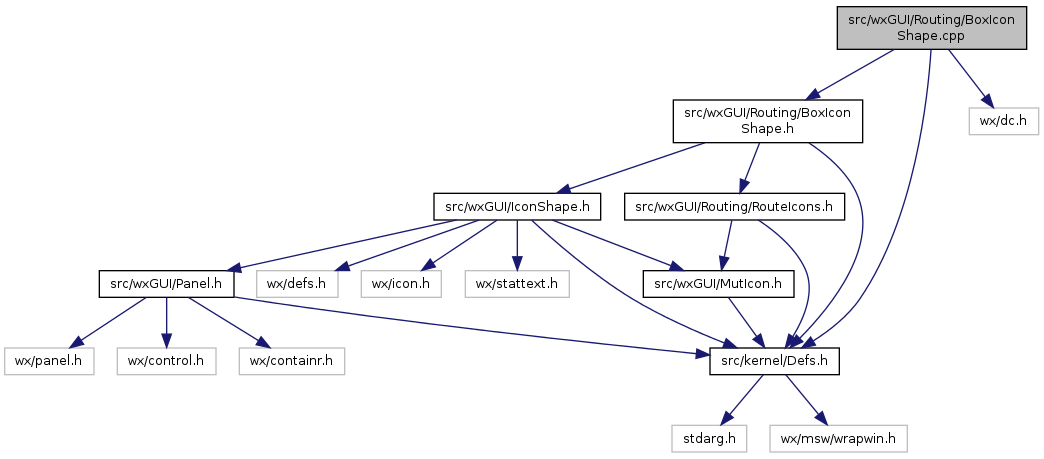 src/wxGUI/Routing/BoxIcon
Shape.cpp
src/wxGUI/Routing/BoxIcon
Shape.h
wx/dc.h
src/wxGUI/IconShape.h
src/wxGUI/Routing/RouteIcons.h
src/wxGUI/Panel.h
wx/defs.h
wx/icon.h
wx/stattext.h
src/wxGUI/MutIcon.h
wx/panel.h
wx/control.h
wx/containr.h
src/kernel/Defs.h
stdarg.h
wx/msw/wrapwin.h